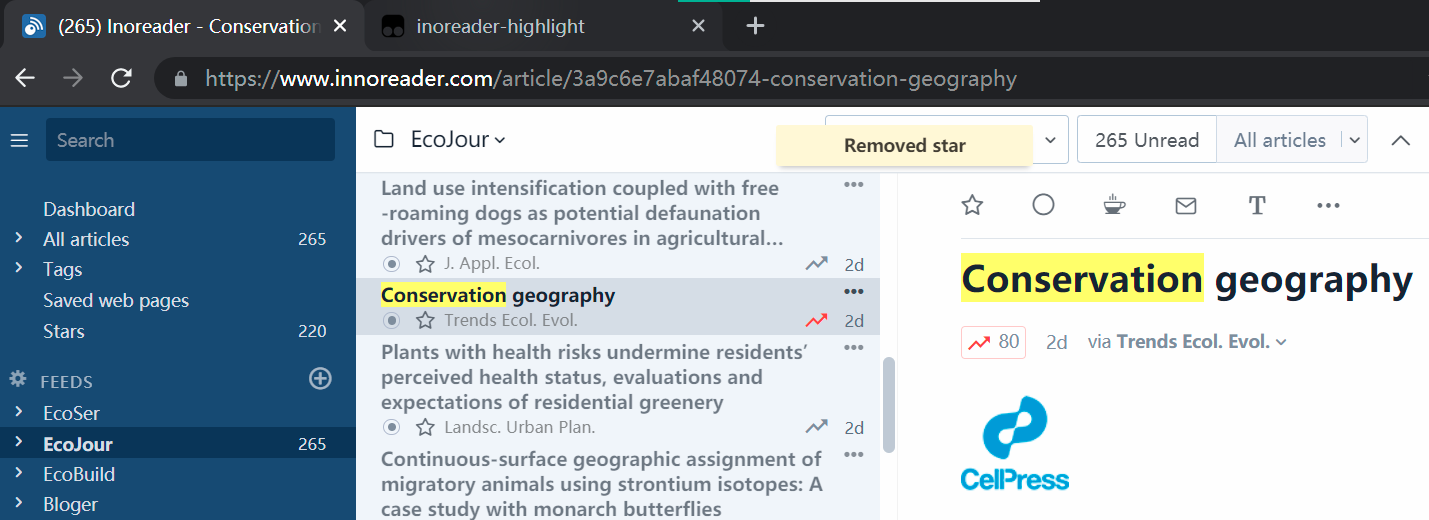 (265) Inoreader - Conservation
inoreader-highlight
https://www.innoreader.com/article/3a9c6e7abaf48074-conservation-geography
Search
Dashboard
All articles 265
Tags
Saved web pages
Stars 220
FEEDS
EcoSer
EcoJour 265
EcoBuild
Bloger
EcoJour
Removed star
265 Unread
All articles
Land use intensification coupled with free
-roaming dogs as potential defaunation
drivers of mesocarnivores in agricultural...
J. Appl. Ecol. 2d
Conservation geography
Trends Ecol. Evol. 2d
Plants with health risks undermine residents’
perceived health status, evaluations and
expectations of residential greenery
Landsc. Urban Plan. 2d
Continuous-surface geographic assignment of
migratory animals using strontium isotopes: A
case study with monarch butterflies
T
Conservation geography
80 2d via Trends Ecol. Evol.
CellPress